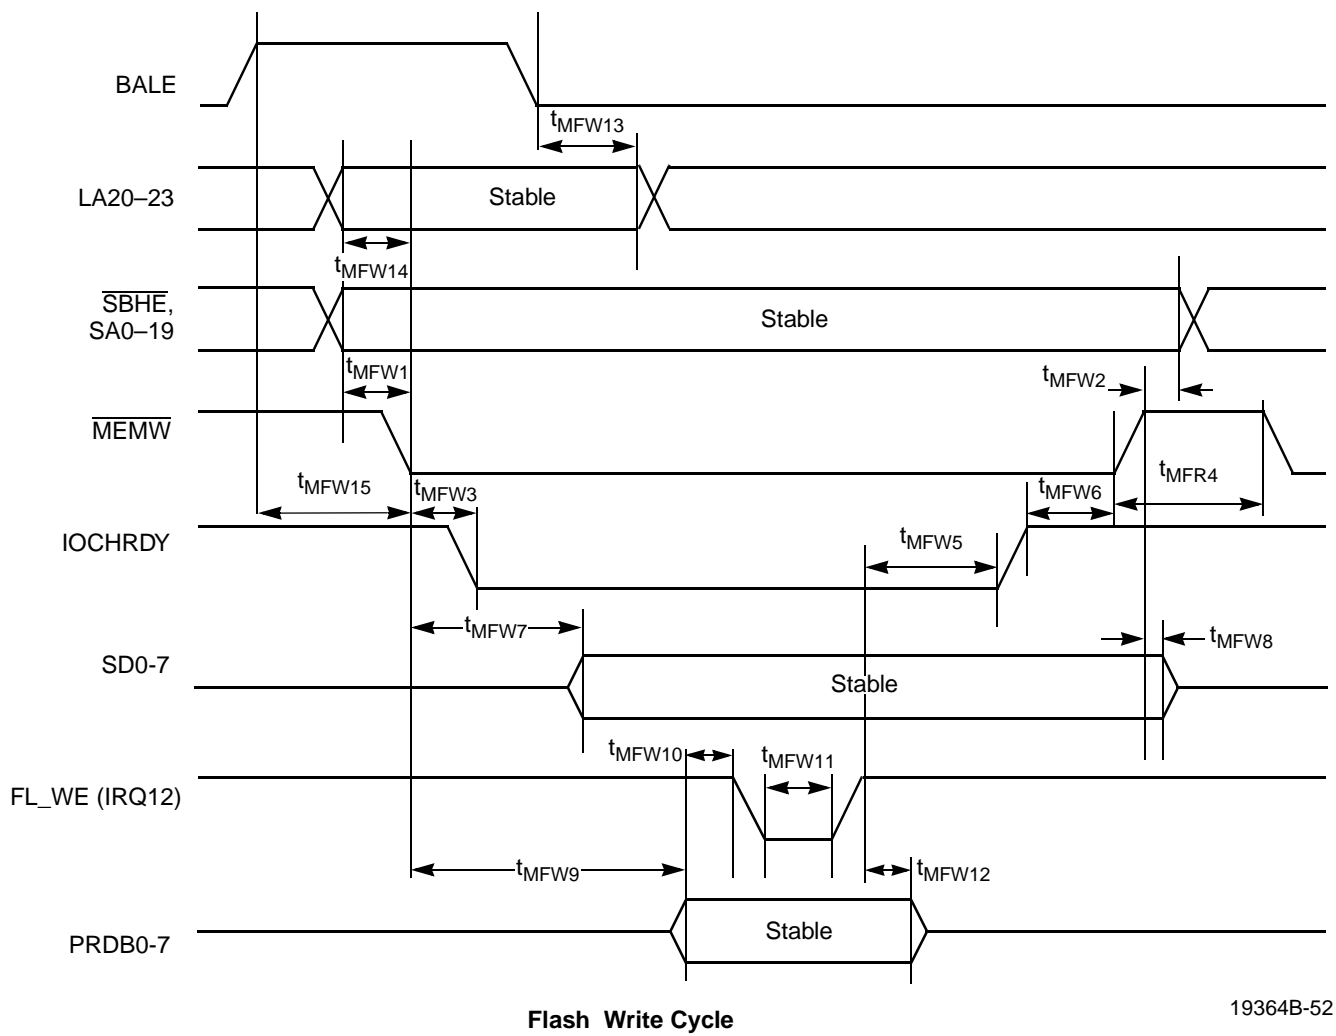 BALE
tMFW13
LA20–23
Stable
tMFW14
SBHE,
SA0–19
Stable
tMFW1
tMFW2
MEMW
tMFW15
tMFW3
tMFW6
tMFR4
IOCHRDY
tMFW5
tMFW7
tMFW8
SD0-7
Stable
tMFW10
tMFW11
FL_WE (IRQ12)
tMFW9
tMFW12
PRDB0-7
Stable
Flash Write Cycle
19364B-52